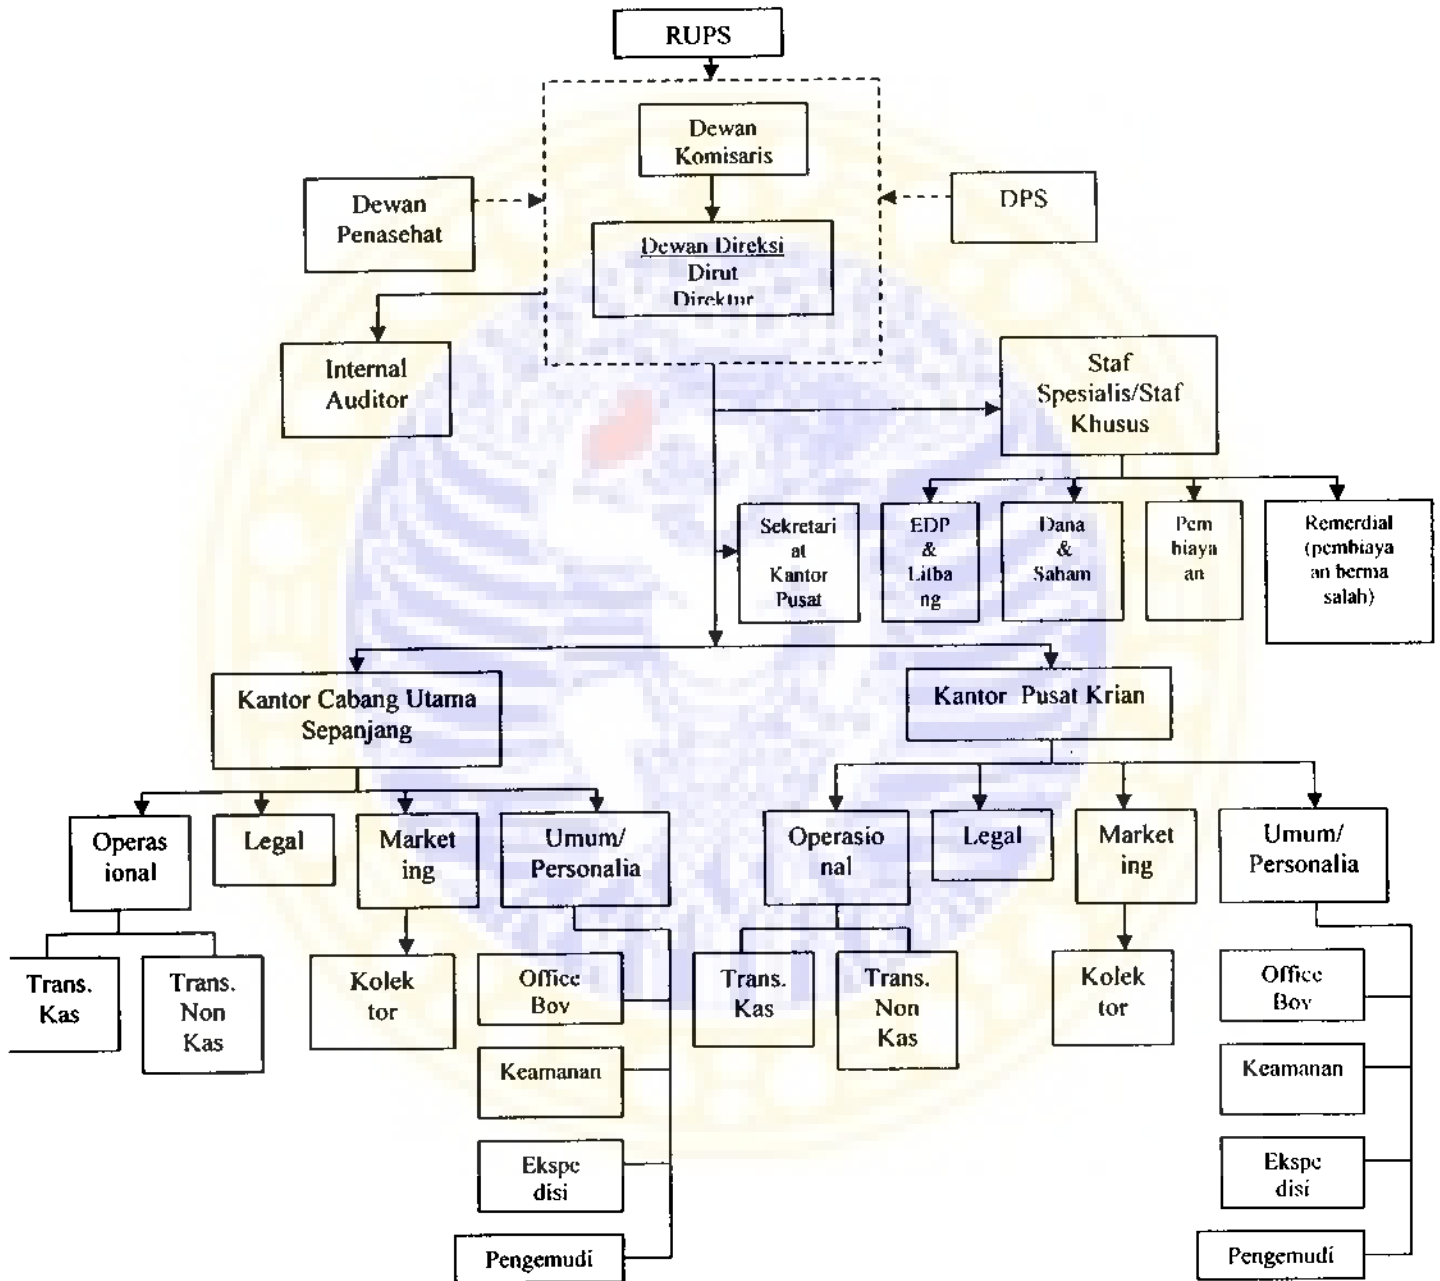 RUPS
Dewan
Komisaris
Dewan
Penasehat
DPS
Dewan Direksi
Dirut
Direktur
Internal
Auditor
Staf
Spesialis/Staf
Khusus
Sekretari
at
Kantor
Pusat
EDP
&
Litba
ng
Dana
&
Saham
Pem
biaya
an
Remerdial
(pembiaya
an berma
salah)
Kantor Cabang Utama
Sepanjang
Kantor Pusat Krian
Operas
ional
Legal
Market
ing
Umum/
Personalia
Operasio
nal
Legal
Market
ing
Umum/
Personalia
Trans.
Kas
Trans.
Non
Kas
Kolek
tor
Office
Boy
Keamanan
Ekspe
disi
Pengemudi
Trans.
Kas
Trans.
Non
Kas
Kolek
tor
Office
Boy
Keamanan
Ekspe
disi
Pengemudi